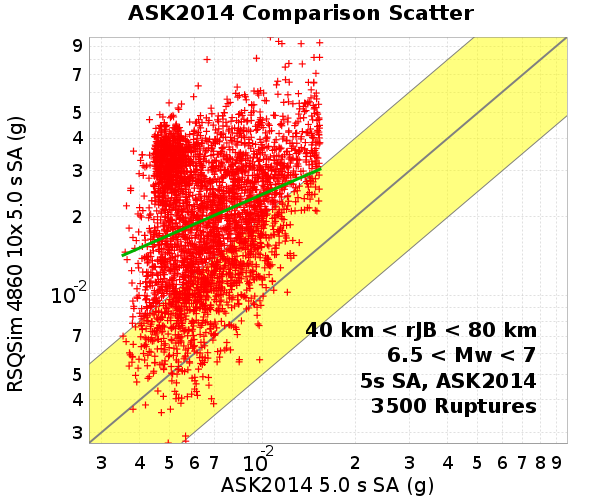 ASK2014 Comparison Scatter
9
7
5
4
3
2
10-2
7
5
4
3
RSQSim 4860 10x 5.0 s SA (g)
40 km < rJB < 80 km
6.5 < Mw < 7
5s SA, ASK2014
3500 Ruptures
3 4 5 6 7 10-2 2 3 4 5 6 7 8 9
ASK2014 5.0 s SA (g)